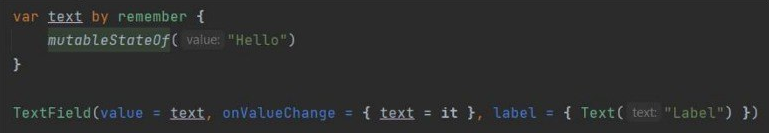 var text by remember {
mutableStateOf( value: "Hello")
}
TextField(value = text, onValueChange = { text = it }, label = { Text( text: "Label") })